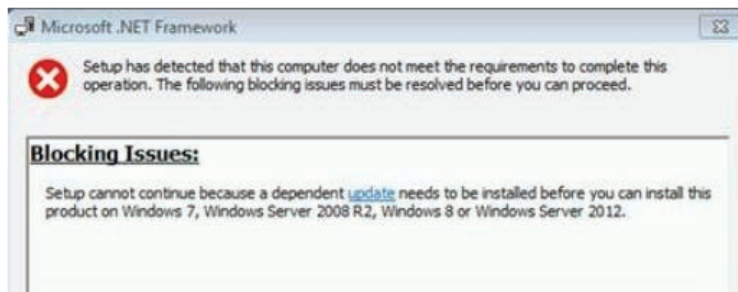 Microsoft .NET Framework
Setup has detected that this computer does not meet the requirements to complete this
operation. The following blocking issues must be resolved before you can proceed.
Blocking Issues:
Setup cannot continue because a dependent update needs to be installed before you can install this
product on Windows 7, Windows Server 2008 R2, Windows 8 or Windows Server 2012.